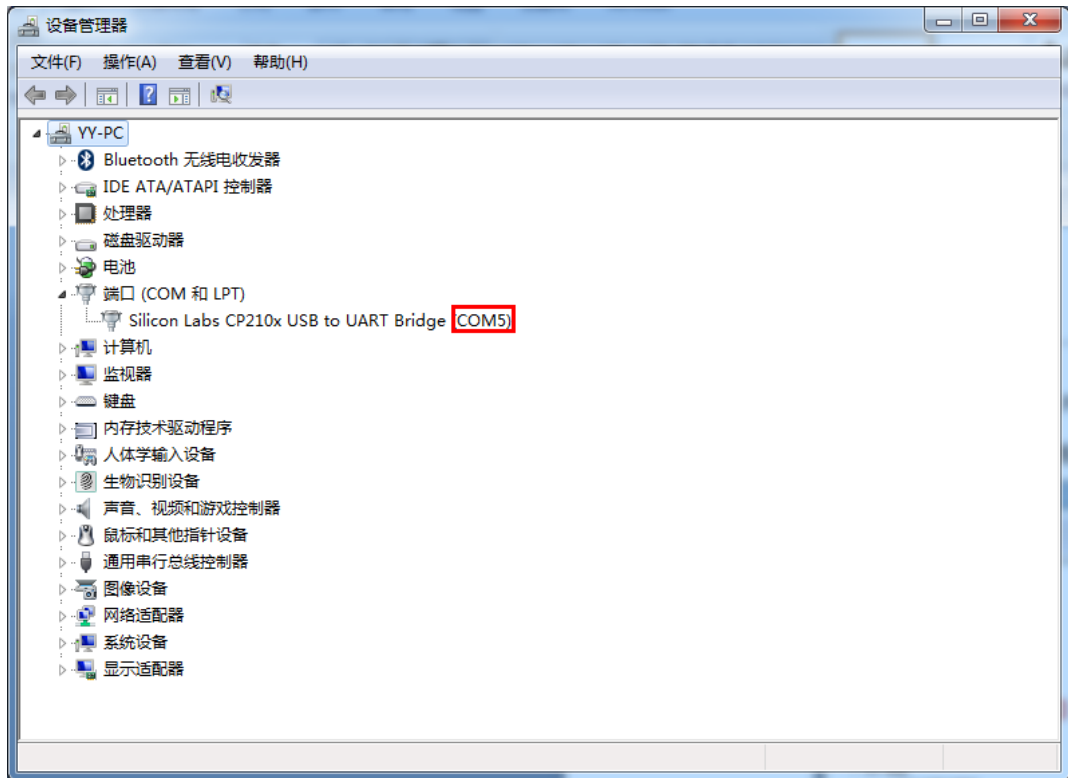 设备管理器
文件(F) 操作(A) 查看(V) 帮助(H)
YY-PC
Bluetooth 无线电收发器
IDE ATA/ATAPI 控制器
处理器
磁盘驱动器
电池
端口 (COM 和 LPT)
Silicon Labs CP210x USB to UART Bridge (COM5)
计算机
监视器
键盘
内存技术驱动程序
人体学输入设备
生物识别设备
声音、视频和游戏控制器
鼠标和其他指针设备
通用串行总线控制器
图像设备
网络适配器
系统设备
显示适配器